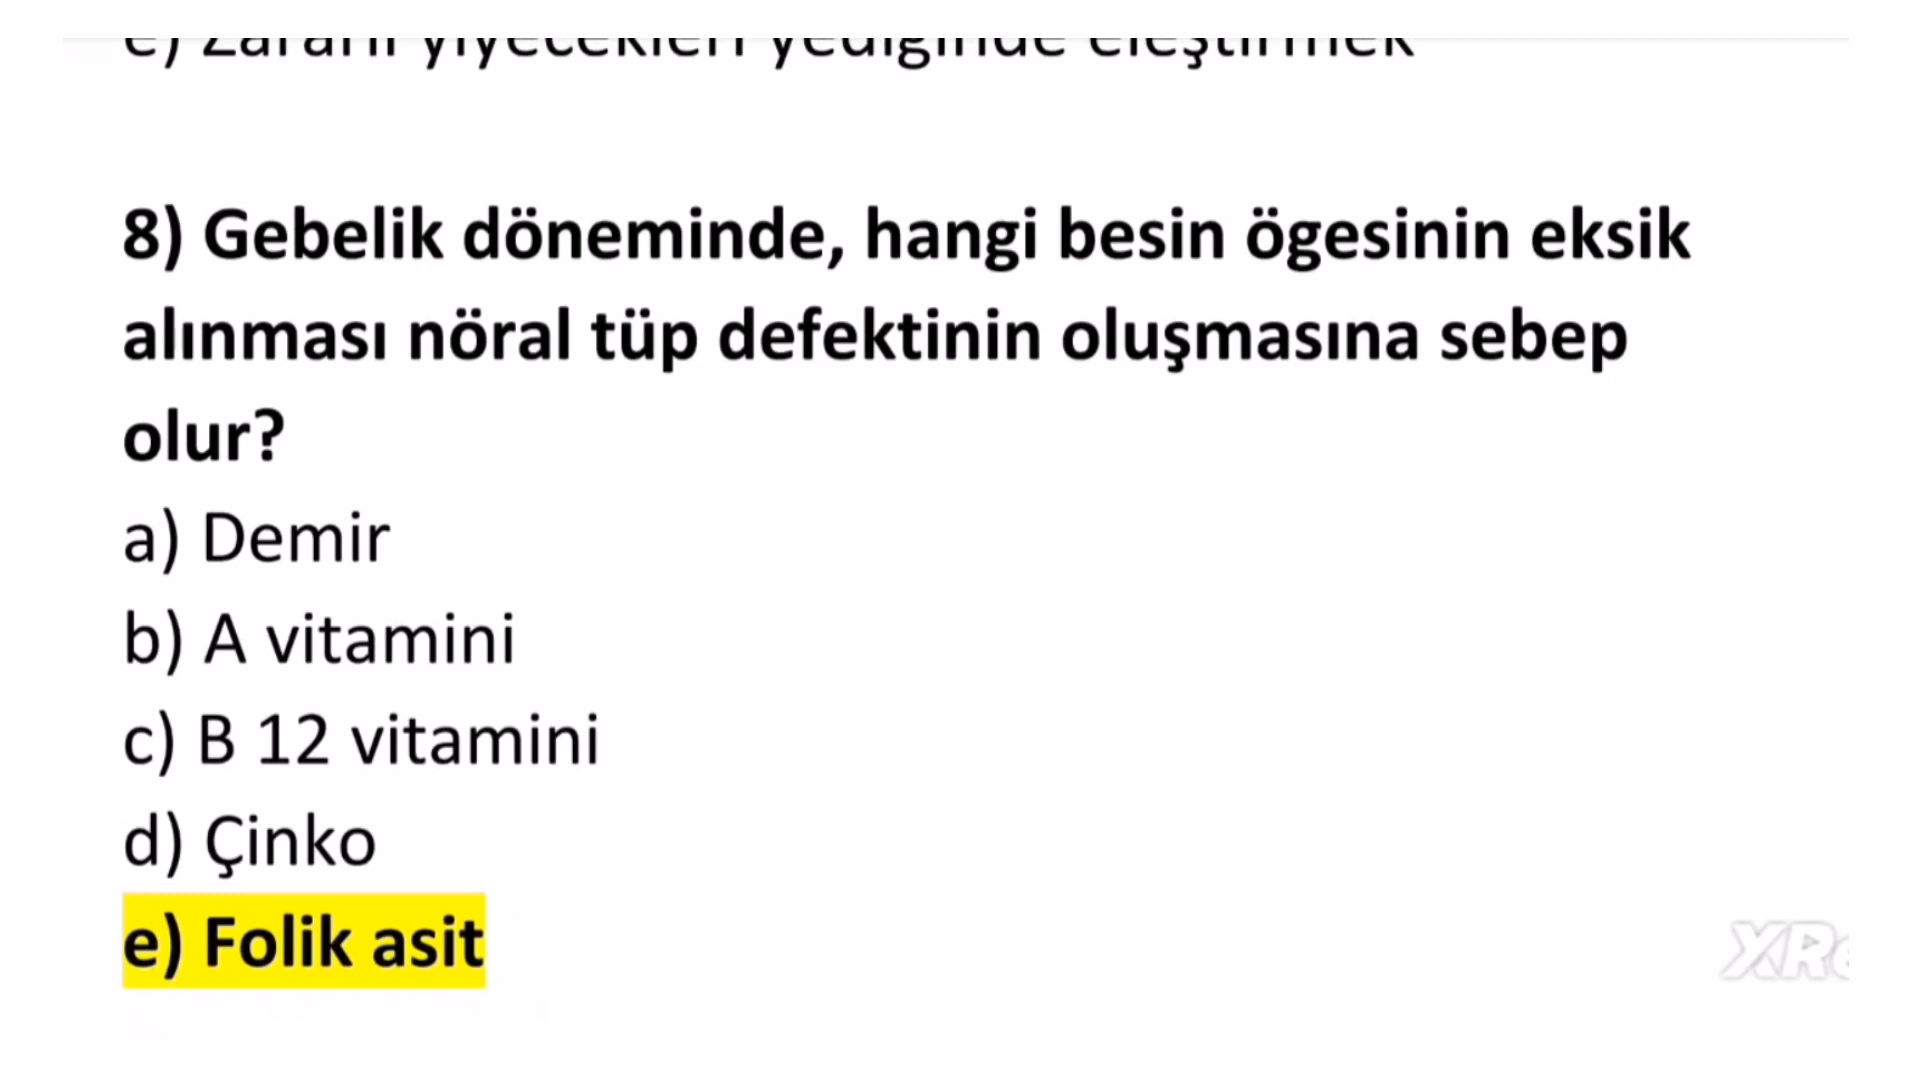 e) Zararlı yiyecekleri yediğinde eleştirmek
8) Gebelik döneminde, hangi besin ögesinin eksik
alınması nöral tüp defektinin oluşmasına sebep
olur?
a) Demir
b) A vitamini
c) B 12 vitamini
d) Çinko
e) Folik asit